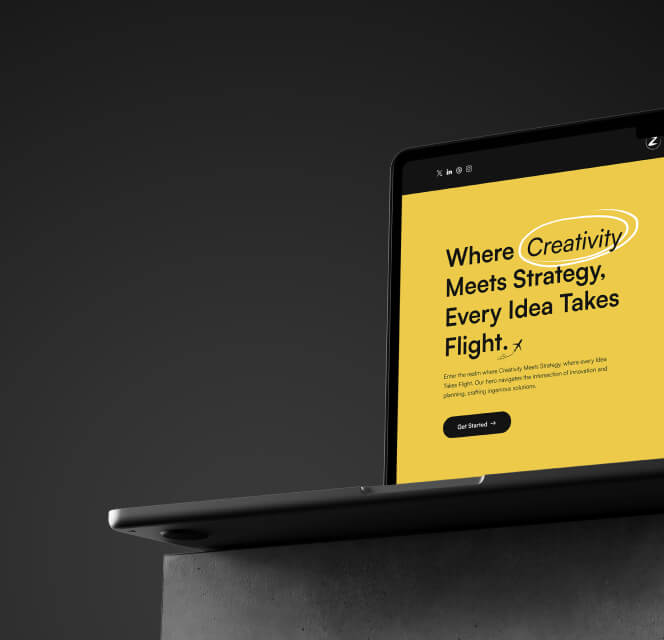 Z
Where Creativity
Meets Strategy,
Every Idea Takes
Flight.
Enter the realm where Creativity Meets Strategy, where every Idea
Takes Flight. Our hero navigates the intersection of innovation and
planning, crafting ingenious solutions.
Get Started →